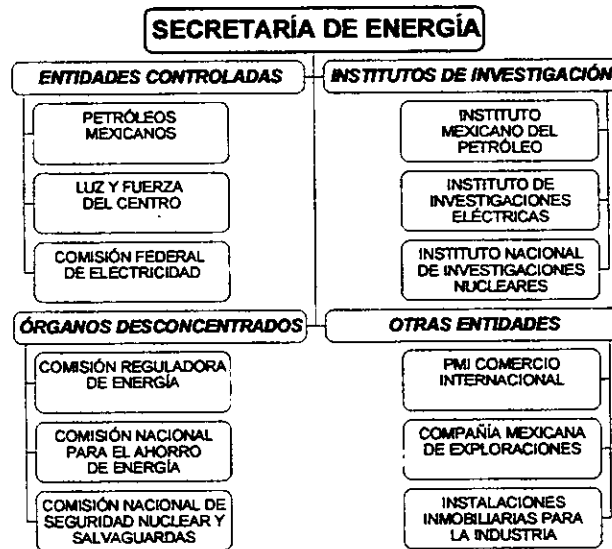 SECRETARÍA DE ENERGÍA
ENTIDADES CONTROLADAS
PETRÓLEOS
MEXICANOS
LUZ Y FUERZA
DEL CENTRO
COMISIÓN FEDERAL
DE ELECTRICIDAD
INSTITUTOS DE INVESTIGACIÓN
INSTITUTO
MEXICANO DEL
PETRÓLEO
INSTITUTO DE
INVESTIGACIONES
ELÉCTRICAS
INSTITUTO NACIONAL
DE INVESTIGACIONES
NUCLEARES
ÓRGANOS DESCONCENTRADOS
COMISIÓN REGULADORA
DE ENERGÍA
COMISIÓN NACIONAL
PARA EL AHORRO
DE ENERGÍA
COMISIÓN NACIONAL DE
SEGURIDAD NUCLEAR Y
SALVAGUARDAS
OTRAS ENTIDADES
PMI COMERCIO
INTERNACIONAL
COMPAÑÍA MEXICANA
DE EXPLORACIONES
INSTALACIONES
INMOBILIARIAS PARA
LA INDUSTRIA